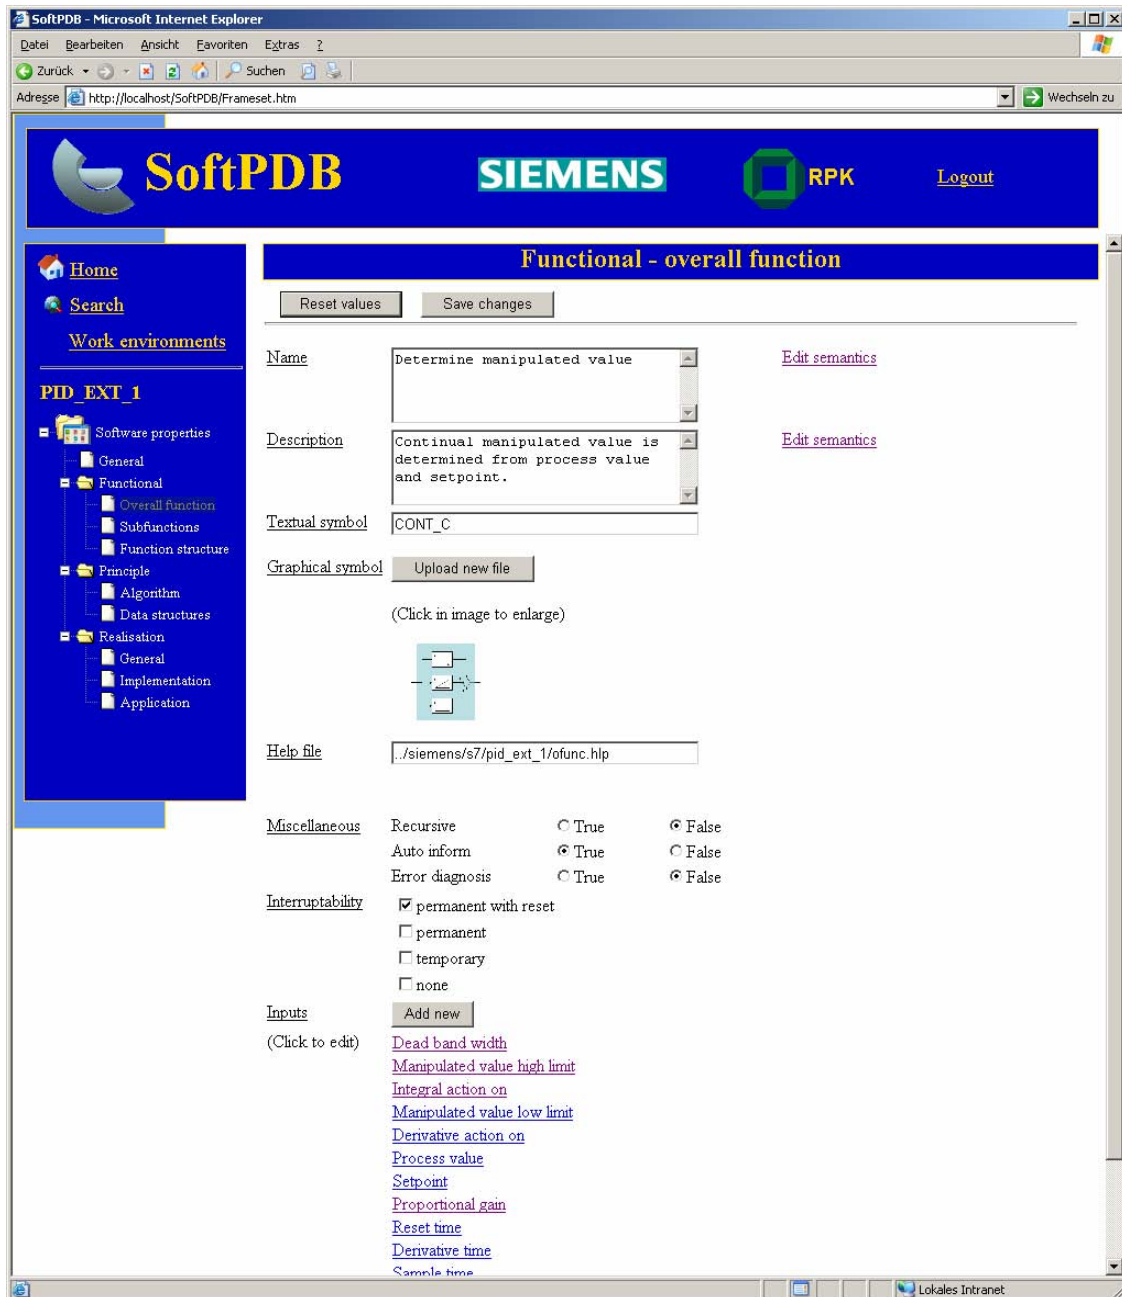 SoftPDB - Microsoft Internet Explorer
Datei Bearbeiten Ansicht Favoriten Extras ?
Zurück Suchen
Adresse http://localhost/SoftPDB/Frameset.htm Wechseln zu
SoftPDB SIEMENS RPK Logout
Home
Search
Work environments
PID_EXT_1
Software properties
General
Functional
Overall function
Subfunctions
Function structure
Principle
Algorithm
Data structures
Realisation
General
Implementation
Application
Functional - overall function
Reset values Save changes
Name Determine manipulated value Edit semantics
Description Continual manipulated value is Edit semantics
determined from process value
and setpoint.
Textual symbol CONT_C
Graphical symbol Upload new file
(Click in image to enlarge)
Help file ../siemens/s7/pid_ext_1/ofunc.hlp
Miscellaneous Recursive True False
Auto inform True False
Error diagnosis True False
Interruptability permanent with reset
permanent
temporary
none
Inputs Add new
(Click to edit) Dead band width
Manipulated value high limit
Integral action on
Manipulated value low limit
Derivative action on
Process value
Setpoint
Proportional gain
Reset time
Derivative time
Sample time
Lokales Intranet